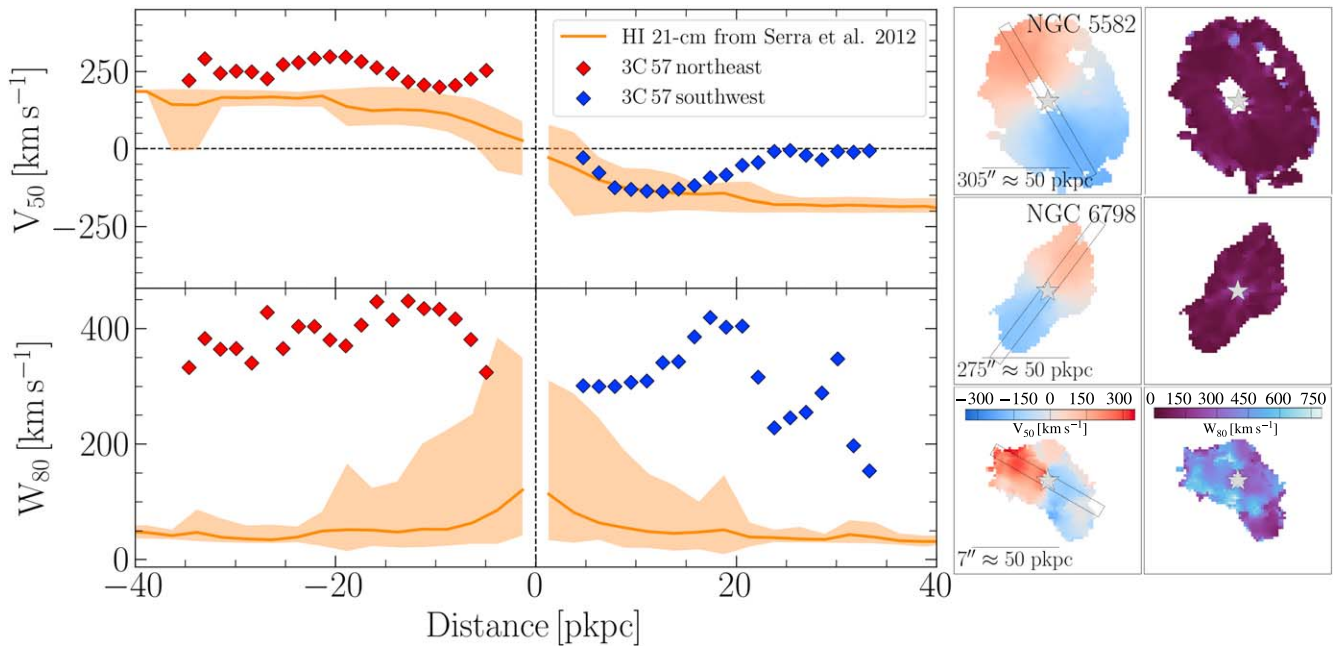 V₅₀ [km s⁻¹]
250
0
−250
HI 21-cm from Serra et al. 2012
3C 57 northeast
3C 57 southwest
W₈₀ [km s⁻¹]
400
200
0
−40
−20
0
20
40
Distance [pkpc]
NGC 5582
305″ ≈ 50 pkpc
NGC 6798
275″ ≈ 50 pkpc
−300 −150 0 150 300
V₅₀ [km s⁻¹]
0 150 300 450 600 750
W₈₀ [km s⁻¹]
7″ ≈ 50 pkpc